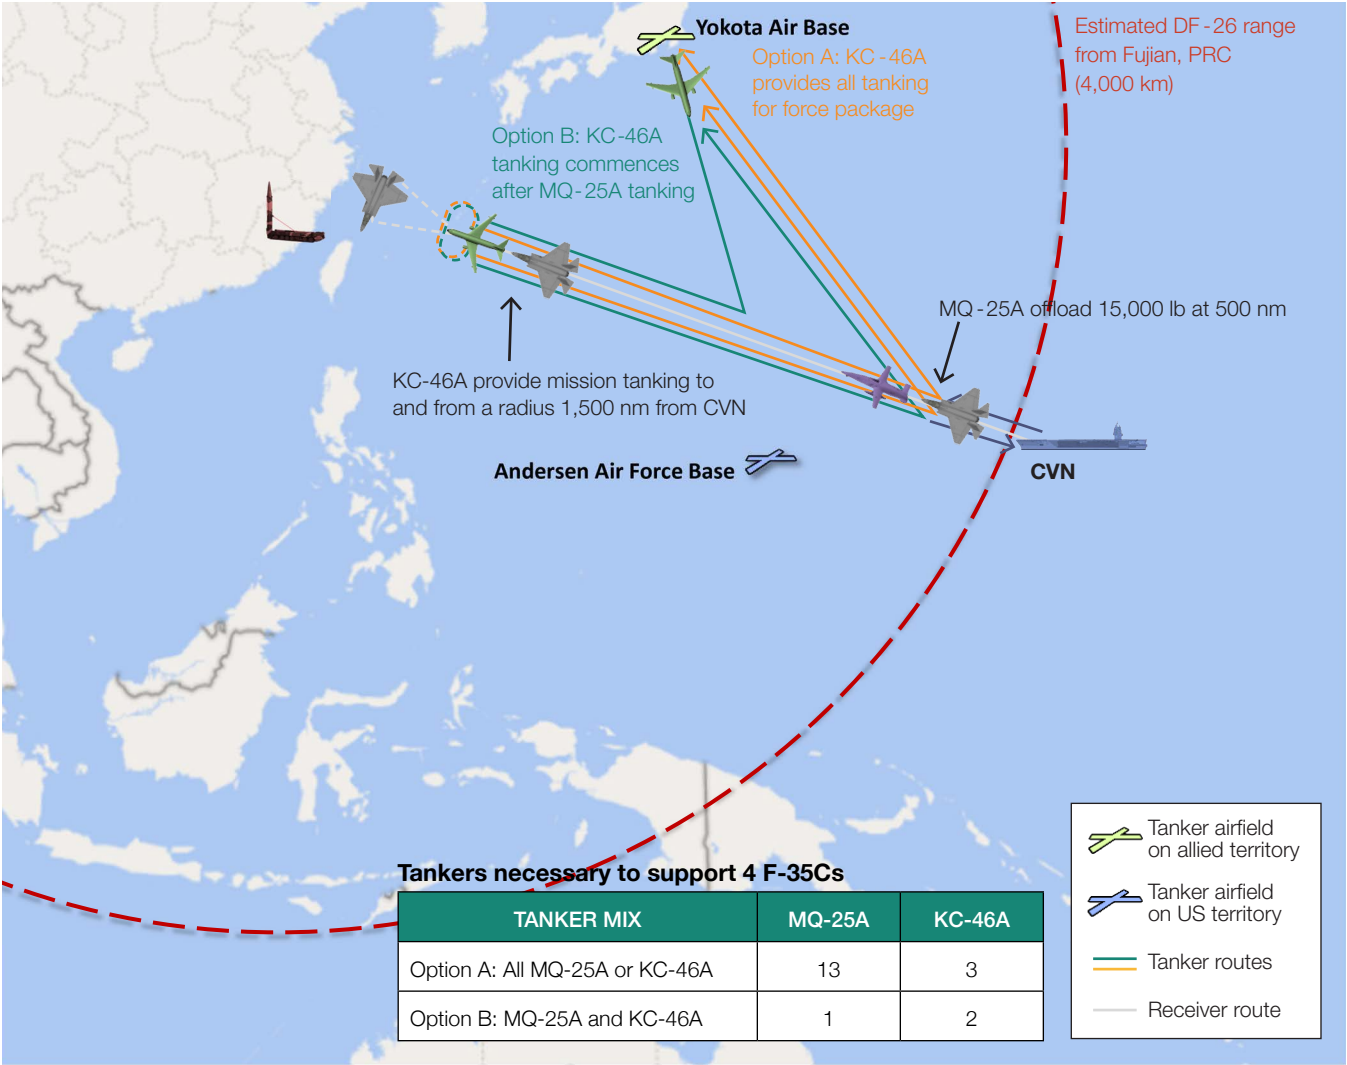 Yokota Air Base
Estimated DF-26 range
from Fujian, PRC
(4,000 km)
Option A: KC-46A
provides all tanking
for force package
Option B: KC-46A
tanking commences
after MQ-25A tanking
MQ-25A offload 15,000 lb at 500 nm
KC-46A provide mission tanking to
and from a radius 1,500 nm from CVN
Andersen Air Force Base
CVN
Tankers necessary to support 4 F-35Cs
TANKER MIX MQ-25A KC-46A
Option A: All MQ-25A or KC-46A 13 3
Option B: MQ-25A and KC-46A 1 2
Tanker airfield
on allied territory
Tanker airfield
on US territory
Tanker routes
Receiver route